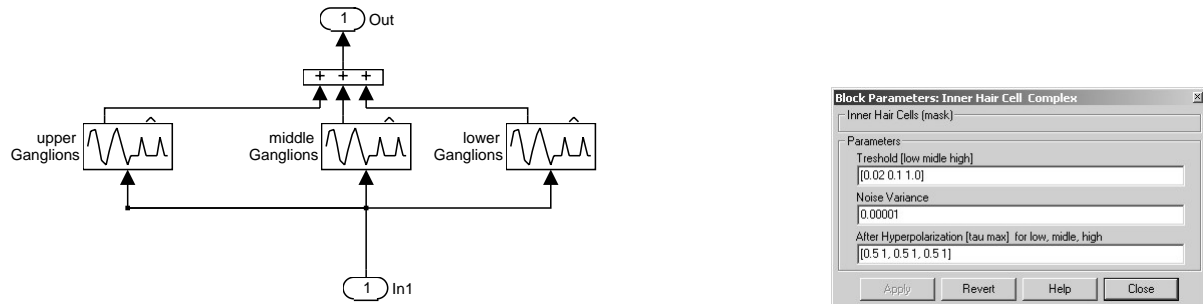 1 Out
+ + +
upper
Ganglions
middle
Ganglions
lower
Ganglions
1 In1
Block Parameters: Inner Hair Cell Complex
Inner Hair Cells (mask)
Parameters
Treshold [low midle high]
[0.02 0.1 1.0]
Noise Variance
0.00001
After Hyperpolarization [tau max] for low, midle, high
[0.5 1, 0.5 1, 0.5 1]
Apply Revert Help Close